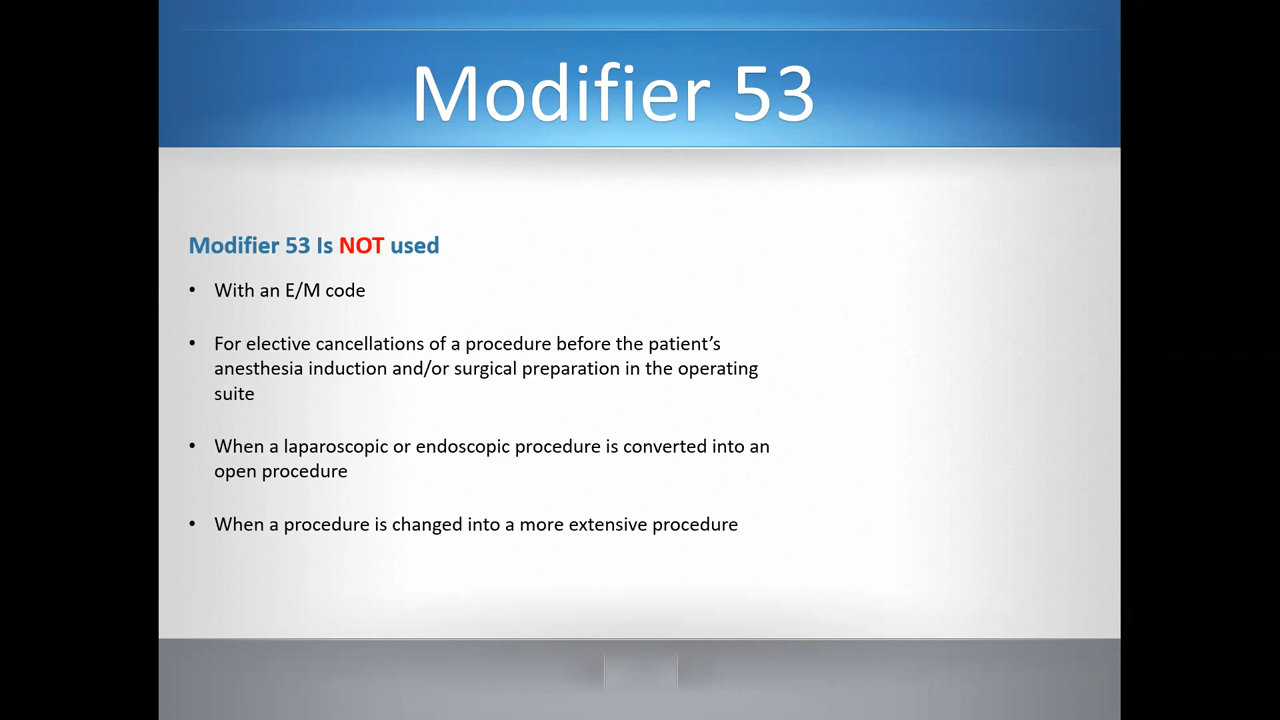 Modifier 53
Modifier 53 Is NOT used
• With an E/M code
• For elective cancellations of a procedure before the patient’s
anesthesia induction and/or surgical preparation in the operating
suite
• When a laparoscopic or endoscopic procedure is converted into an
open procedure
• When a procedure is changed into a more extensive procedure